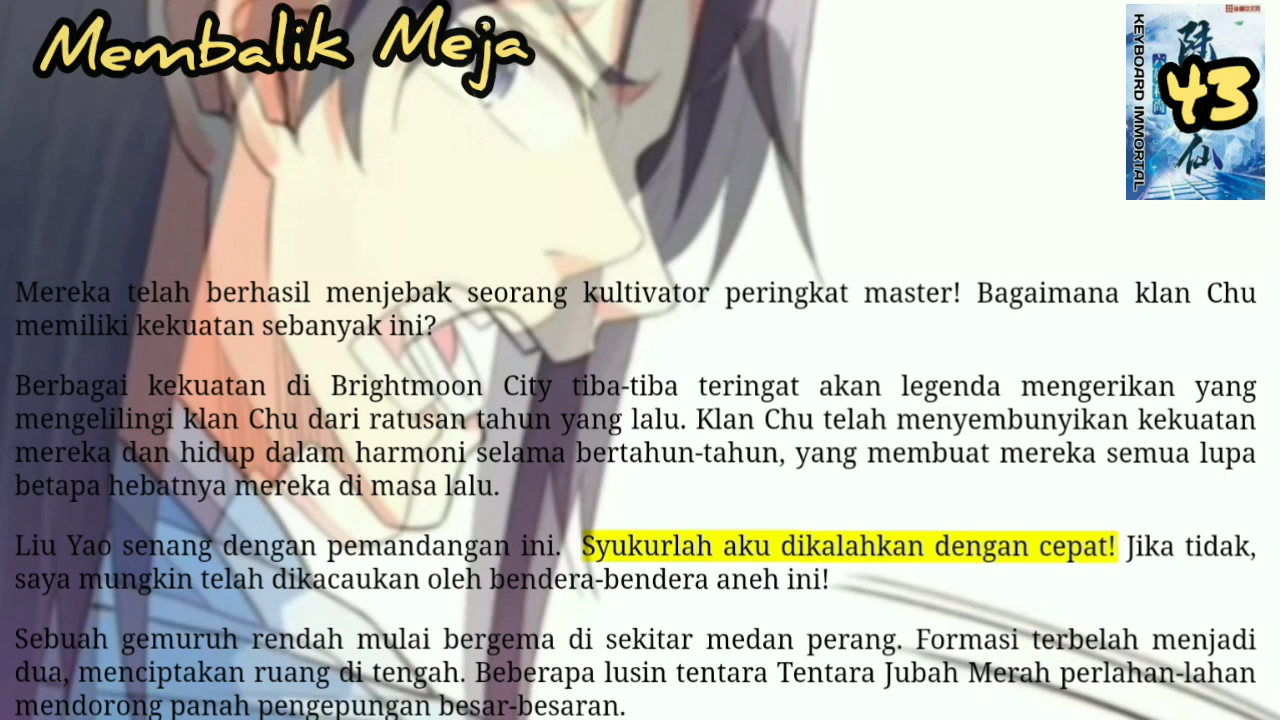 Membalik Meja
KEYBOARD IMMORTAL
43
Mereka telah berhasil menjebak seorang kultivator peringkat master! Bagaimana klan Chu
memiliki kekuatan sebanyak ini?
Berbagai kekuatan di Brightmoon City tiba-tiba teringat akan legenda mengerikan yang
mengelilingi klan Chu dari ratusan tahun yang lalu. Klan Chu telah menyembunyikan kekuatan
mereka dan hidup dalam harmoni selama bertahun-tahun, yang membuat mereka semua lupa
betapa hebatnya mereka di masa lalu.
Liu Yao senang dengan pemandangan ini. Syukurlah aku dikalahkan dengan cepat! Jika tidak,
saya mungkin telah dikacaukan oleh bendera-bendera aneh ini!
Sebuah gemuruh rendah mulai bergema di sekitar medan perang. Formasi terbelah menjadi
dua, menciptakan ruang di tengah. Beberapa lusin tentara Tentara Jubah Merah perlahan-lahan
mendorong panah pengepungan besar-besaran.